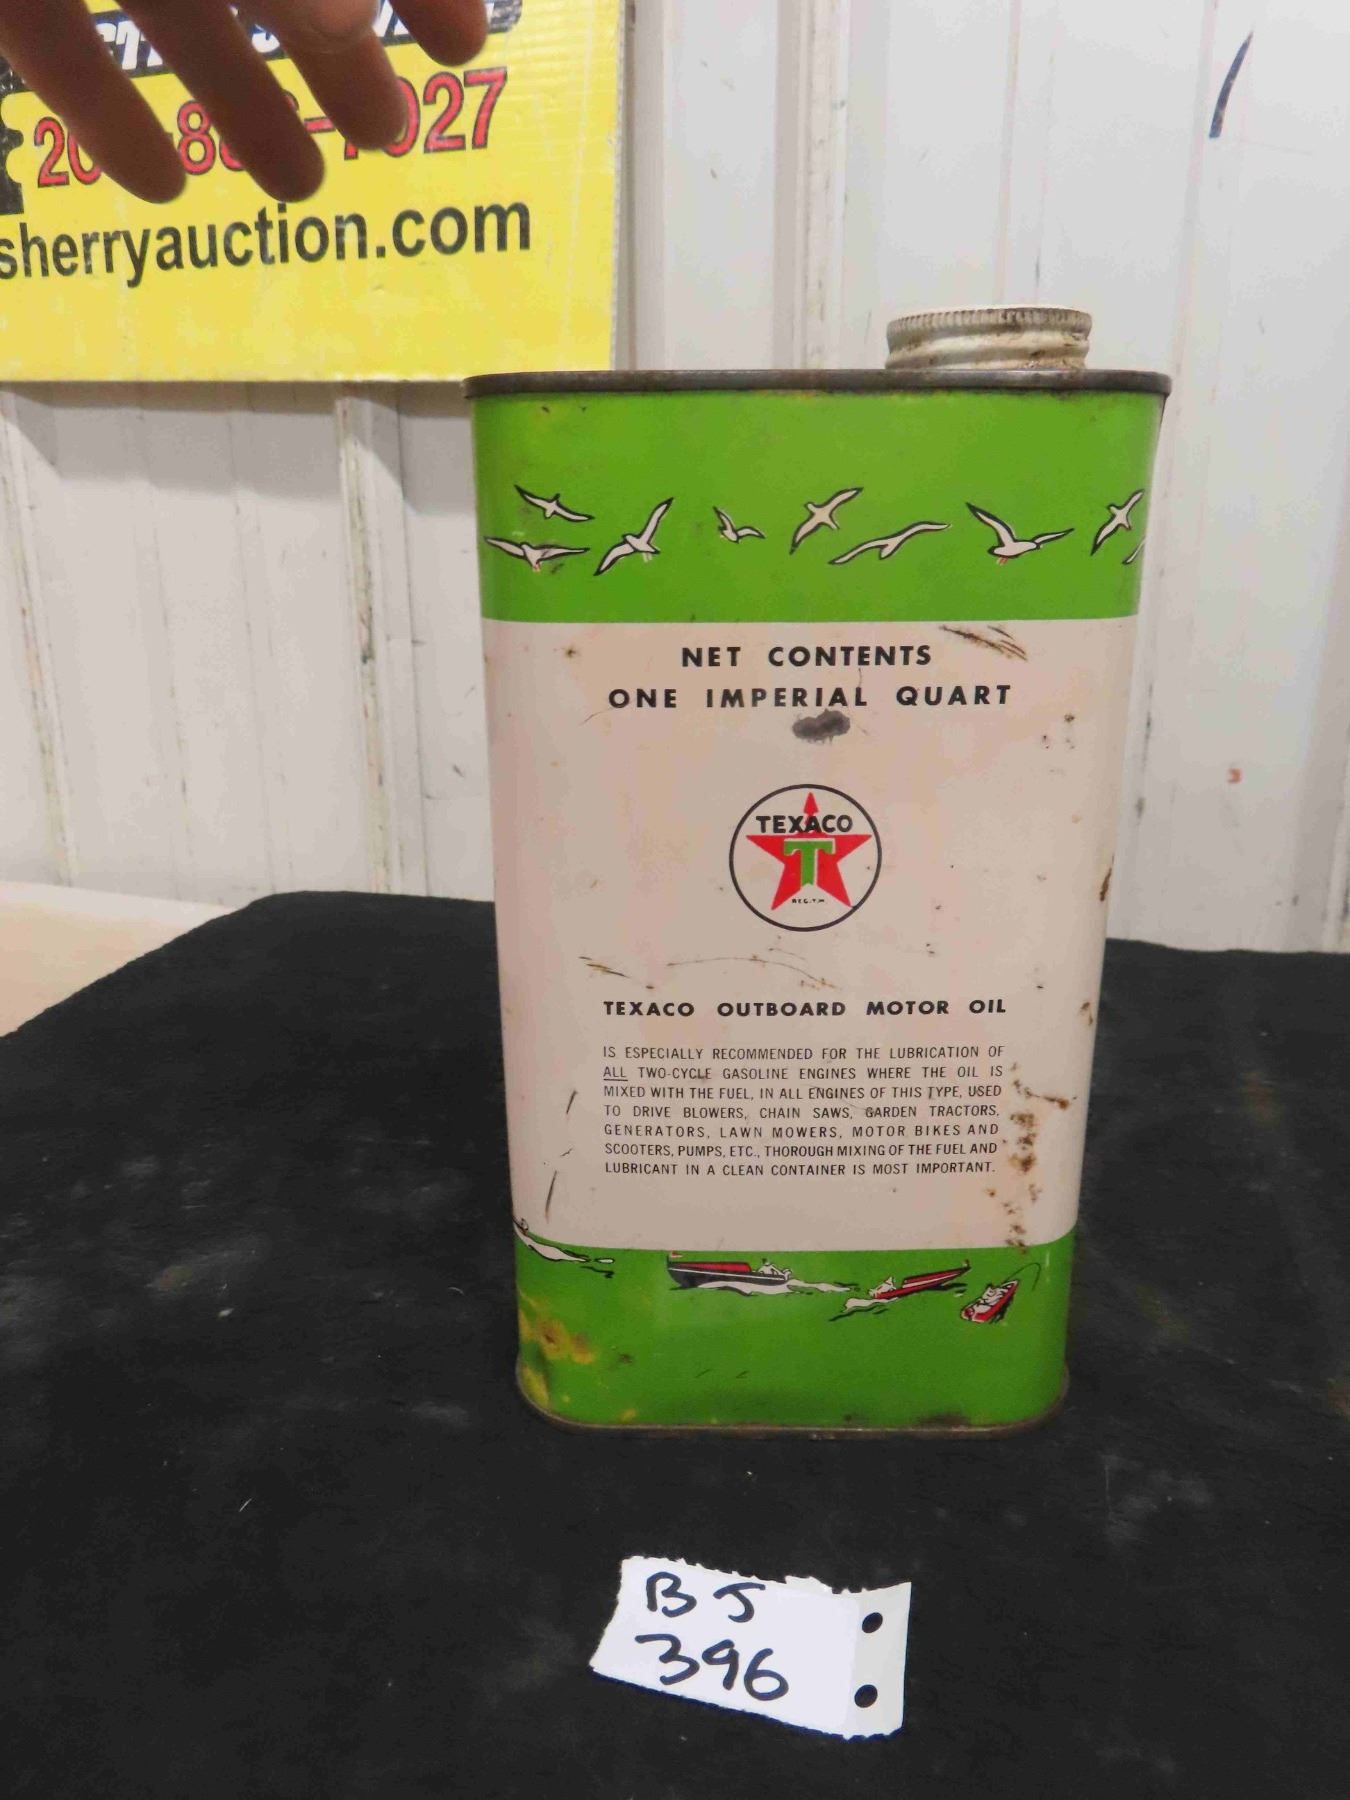 027
sherryauction.com
NET CONTENTS
ONE IMPERIAL QUART
TEXACO
T
REG. T.M.
TEXACO OUTBOARD MOTOR OIL
IS ESPECIALLY RECOMMENDED FOR THE LUBRICATION OF
ALL TWO-CYCLE GASOLINE ENGINES WHERE THE OIL IS
MIXED WITH THE FUEL, IN ALL ENGINES OF THIS TYPE, USED
TO DRIVE BLOWERS, CHAIN SAWS, GARDEN TRACTORS,
GENERATORS, LAWN MOWERS, MOTOR BIKES AND
SCOOTERS, PUMPS, ETC., THOROUGH MIXING OF THE FUEL AND
LUBRICANT IN A CLEAN CONTAINER IS MOST IMPORTANT.
BJ
396